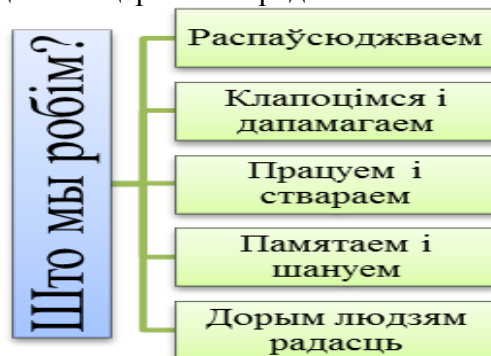 Што мы робім?
Распаўсюджваем
Клапоцімся і
дапамагаем
Працуем і
ствараем
Памятаем і
шануем
Дорым людзям
радасць